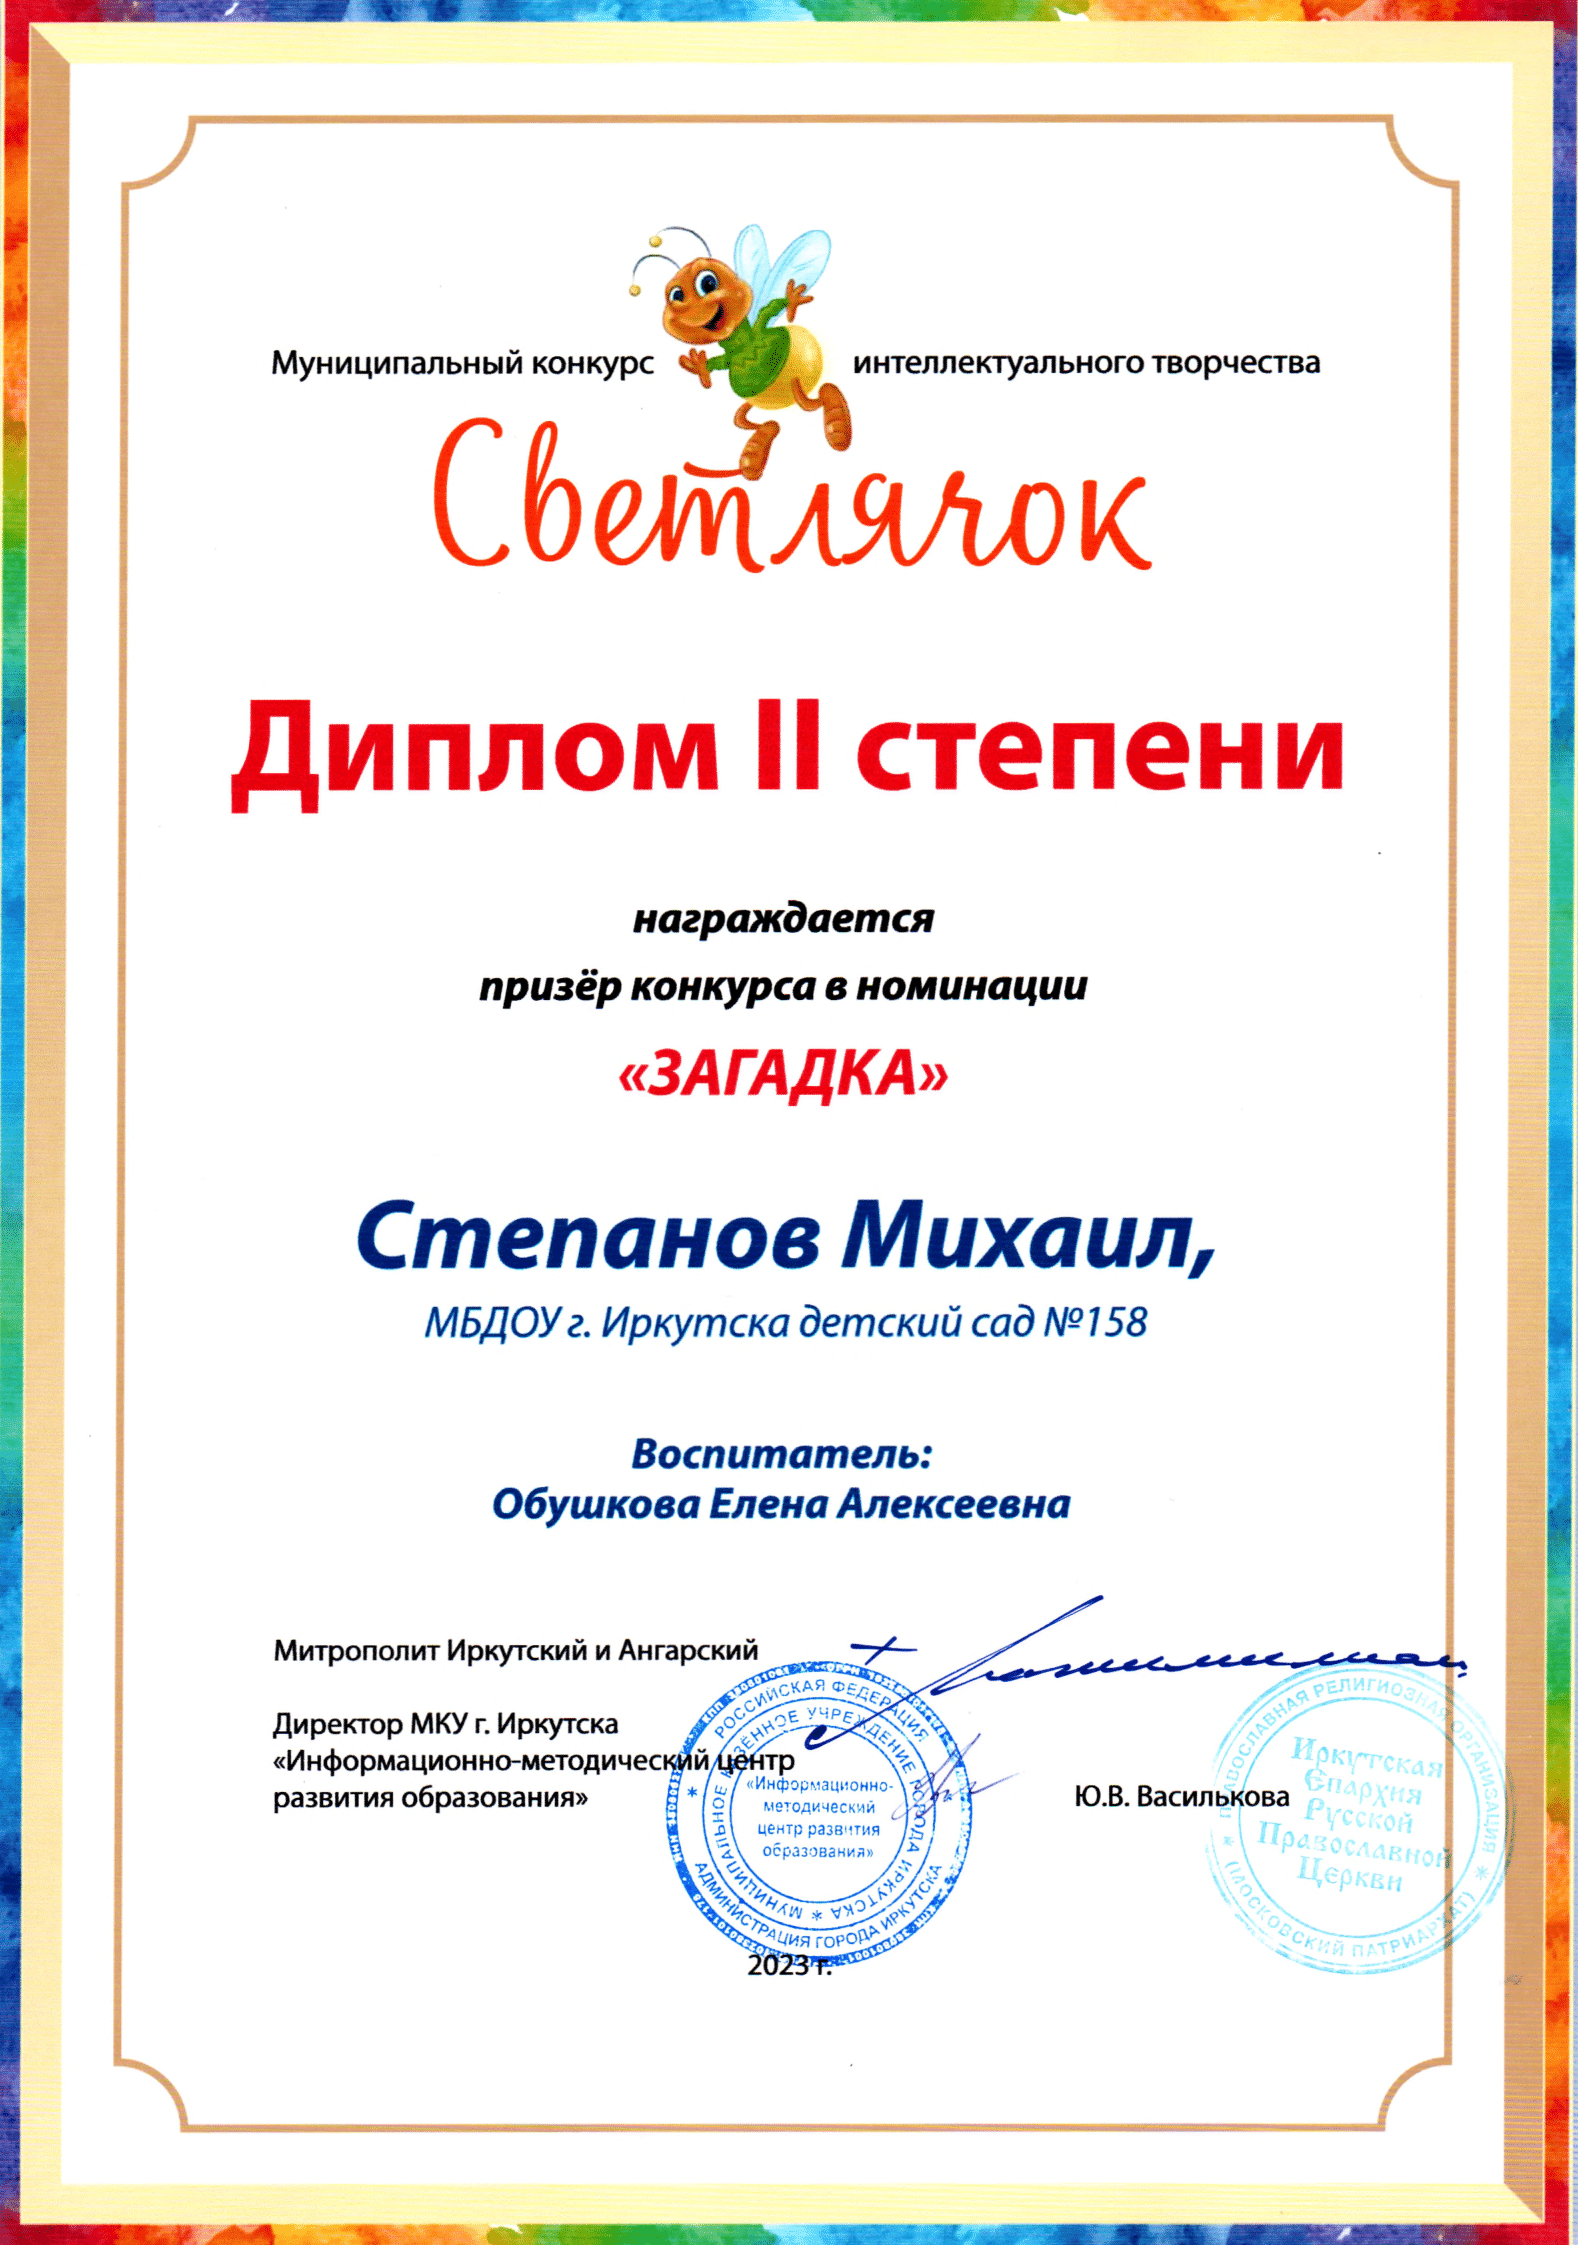 Муниципальный конкурс интеллектуального творчества
Светлячок
Диплом II степени
награждается
призёр конкурса в номинации
«ЗАГАДКА»
Степанов Михаил,
МБДОУ г. Иркутска детский сад №158
Воспитатель:
Обушкова Елена Алексеевна
Митрополит Иркутский и Ангарский
Директор МКУ г. Иркутска
«Информационно-методический центр
развития образования»
Ю.В. Василькова
РОССИЙСКАЯ ФЕДЕРАЦИЯ
АДМИНИСТРАЦИЯ ГОРОДА ИРКУТСКА
МУНИЦИПАЛЬНОЕ КАЗЁННОЕ УЧРЕЖДЕНИЕ ГОРОДА ИРКУТСКА
«Информационно-
методический
центр развития
образования»
ПРАВОСЛАВНАЯ РЕЛИГИОЗНАЯ ОРГАНИЗАЦИЯ
(МОСКОВСКИЙ ПАТРИАРХАТ)
Иркутская
Епархия
Русской
Православной
Церкви
2023 г.